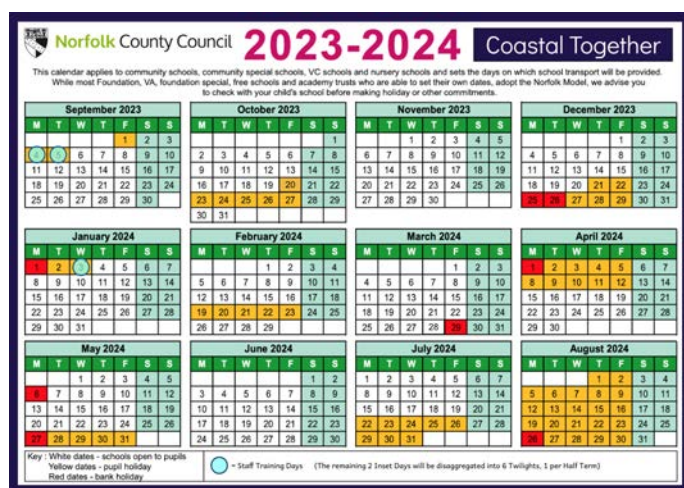 Norfolk County Council 2023-2024 Coastal Together
This calendar applies to community schools, community special schools, VC schools and nursery schools and sets the days on which school transport will be provided.
While most Foundation, VA, foundation special, free schools and academy trusts who are able to set their own dates, adopt the Norfolk Model, we advise you
to check with your child's school before making holiday or other commitments.
September 2023
M T W T F S S
1 2 3
4 5 6 7 8 9 10
11 12 13 14 15 16 17
18 19 20 21 22 23 24
25 26 27 28 29 30
October 2023
M T W T F S S
1
2 3 4 5 6 7 8
9 10 11 12 13 14 15
16 17 18 19 20 21 22
23 24 25 26 27 28 29
30 31
November 2023
M T W T F S S
1 2 3 4 5
6 7 8 9 10 11 12
13 14 15 16 17 18 19
20 21 22 23 24 25 26
27 28 29 30
December 2023
M T W T F S S
1 2 3
4 5 6 7 8 9 10
11 12 13 14 15 16 17
18 19 20 21 22 23 24
25 26 27 28 29 30 31
January 2024
M T W T F S S
1 2 3 4 5 6 7
8 9 10 11 12 13 14
15 16 17 18 19 20 21
22 23 24 25 26 27 28
29 30 31
February 2024
M T W T F S S
1 2 3 4
5 6 7 8 9 10 11
12 13 14 15 16 17 18
19 20 21 22 23 24 25
26 27 28 29
March 2024
M T W T F S S
1 2 3
4 5 6 7 8 9 10
11 12 13 14 15 16 17
18 19 20 21 22 23 24
25 26 27 28 29 30 31
April 2024
M T W T F S S
1 2 3 4 5 6 7
8 9 10 11 12 13 14
15 16 17 18 19 20 21
22 23 24 25 26 27 28
29 30
May 2024
M T W T F S S
1 2 3 4 5
6 7 8 9 10 11 12
13 14 15 16 17 18 19
20 21 22 23 24 25 26
27 28 29 30 31
June 2024
M T W T F S S
1 2
3 4 5 6 7 8 9
10 11 12 13 14 15 16
17 18 19 20 21 22 23
24 25 26 27 28 29 30
July 2024
M T W T F S S
1 2 3 4 5 6 7
8 9 10 11 12 13 14
15 16 17 18 19 20 21
22 23 24 25 26 27 28
29 30 31
August 2024
M T W T F S S
1 2 3 4
5 6 7 8 9 10 11
12 13 14 15 16 17 18
19 20 21 22 23 24 25
26 27 28 29 30 31
Key : White dates - schools open to pupils
Yellow dates - pupil holiday
Red dates - bank holiday
= Staff Training Days (The remaining 2 Inset Days will be disaggregated into 6 Twilights, 1 per Half Term)